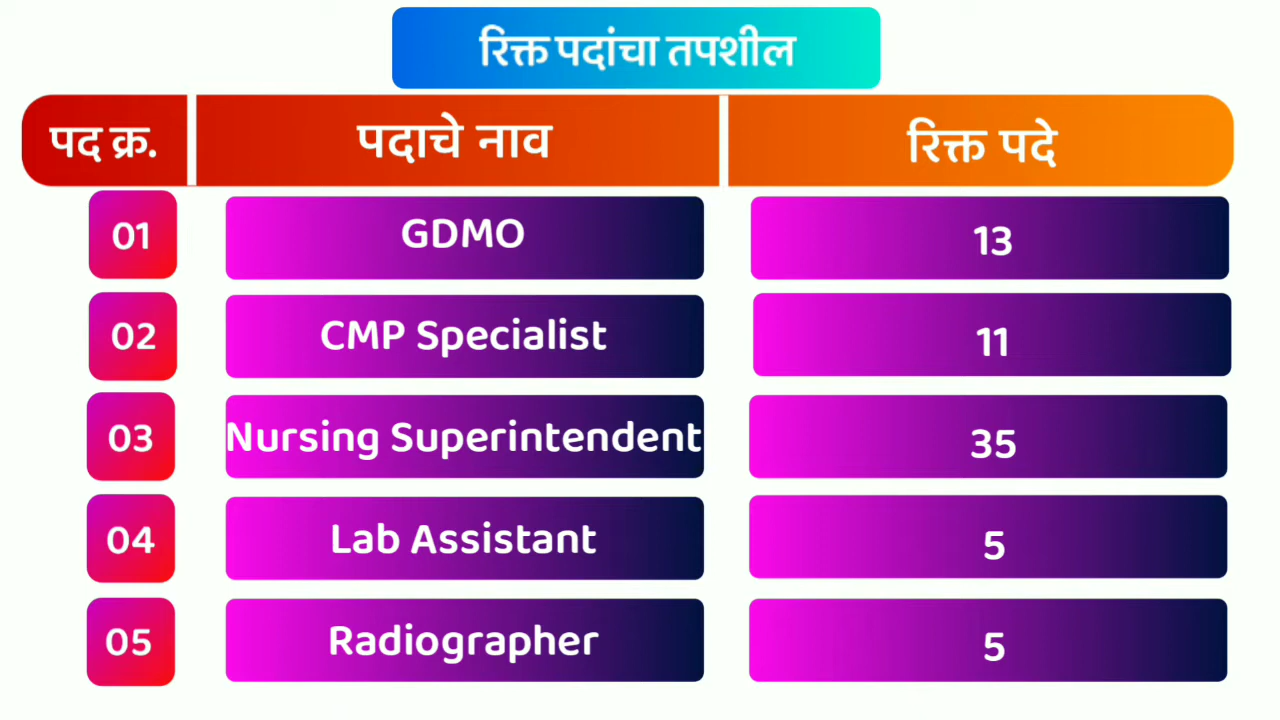 रिक्त पदांचा तपशील
पद क्र. पदाचे नाव रिक्त पदे
01 GDMO 13
02 CMP Specialist 11
03 Nursing Superintendent 35
04 Lab Assistant 5
05 Radiographer 5